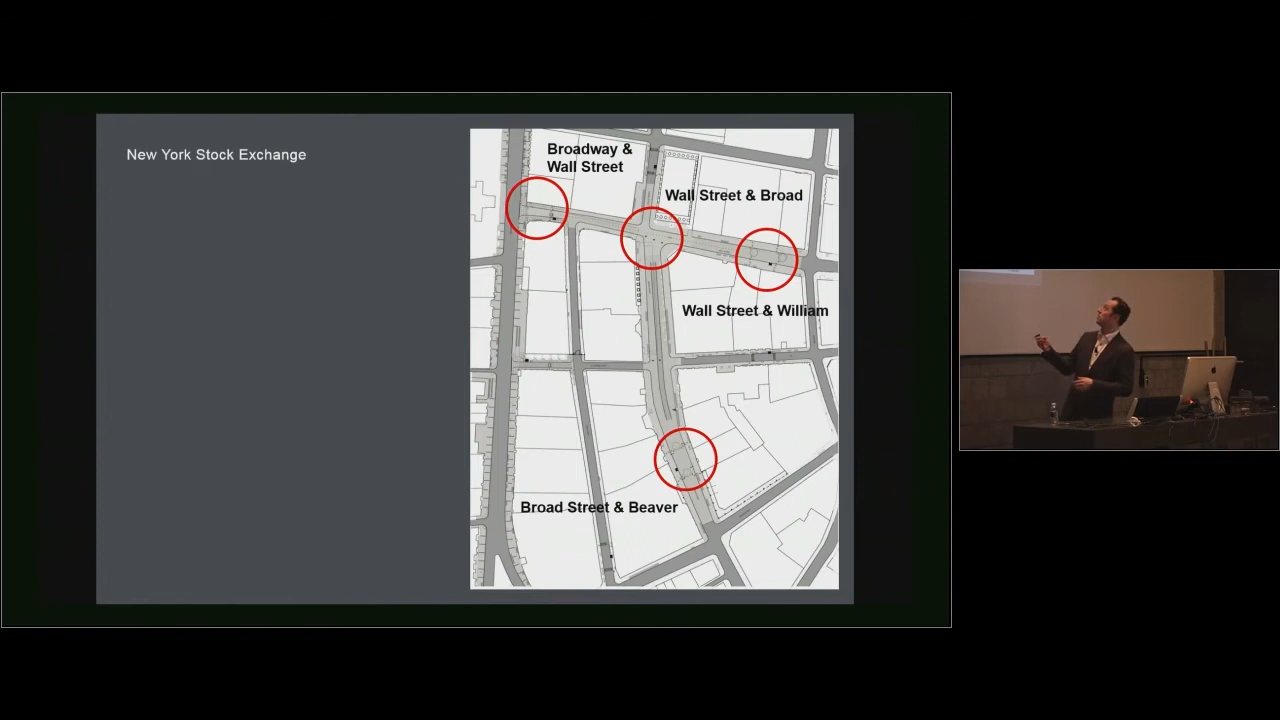 New York Stock Exchange
Broadway &
Wall Street
Wall Street & Broad
Wall Street & William
Broad Street & Beaver